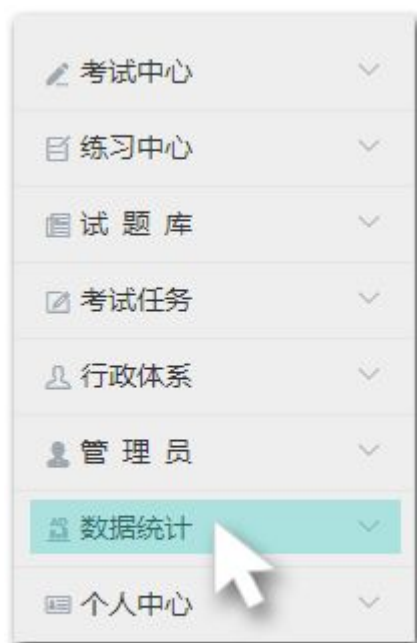 考试中心
练习中心
试 题 库
考试任务
行政体系
管 理 员
数据统计
个人中心